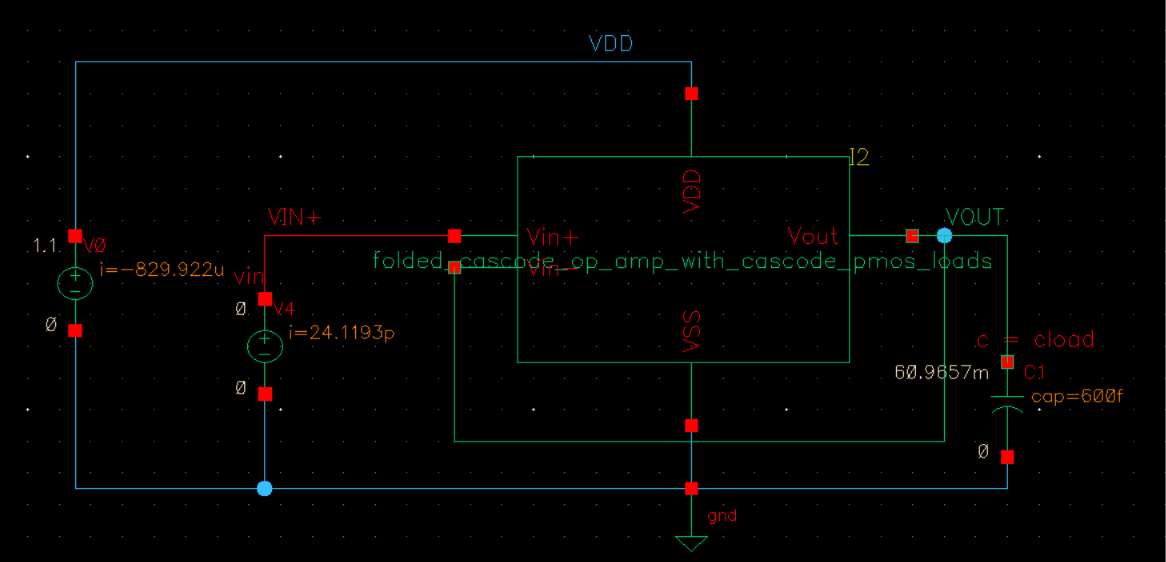 VDD
I2
VDD
VIN+
VOUT
1.1
V0
Vin+
Vout
i=-829.922u
vin
folded_cascode_op_amp_with_cascode_pmos_loads
Vin-
0
V4
0
i=24.1193p
VSS
c = cload
60.9657m
C1
0
cap=600f
0
gnd